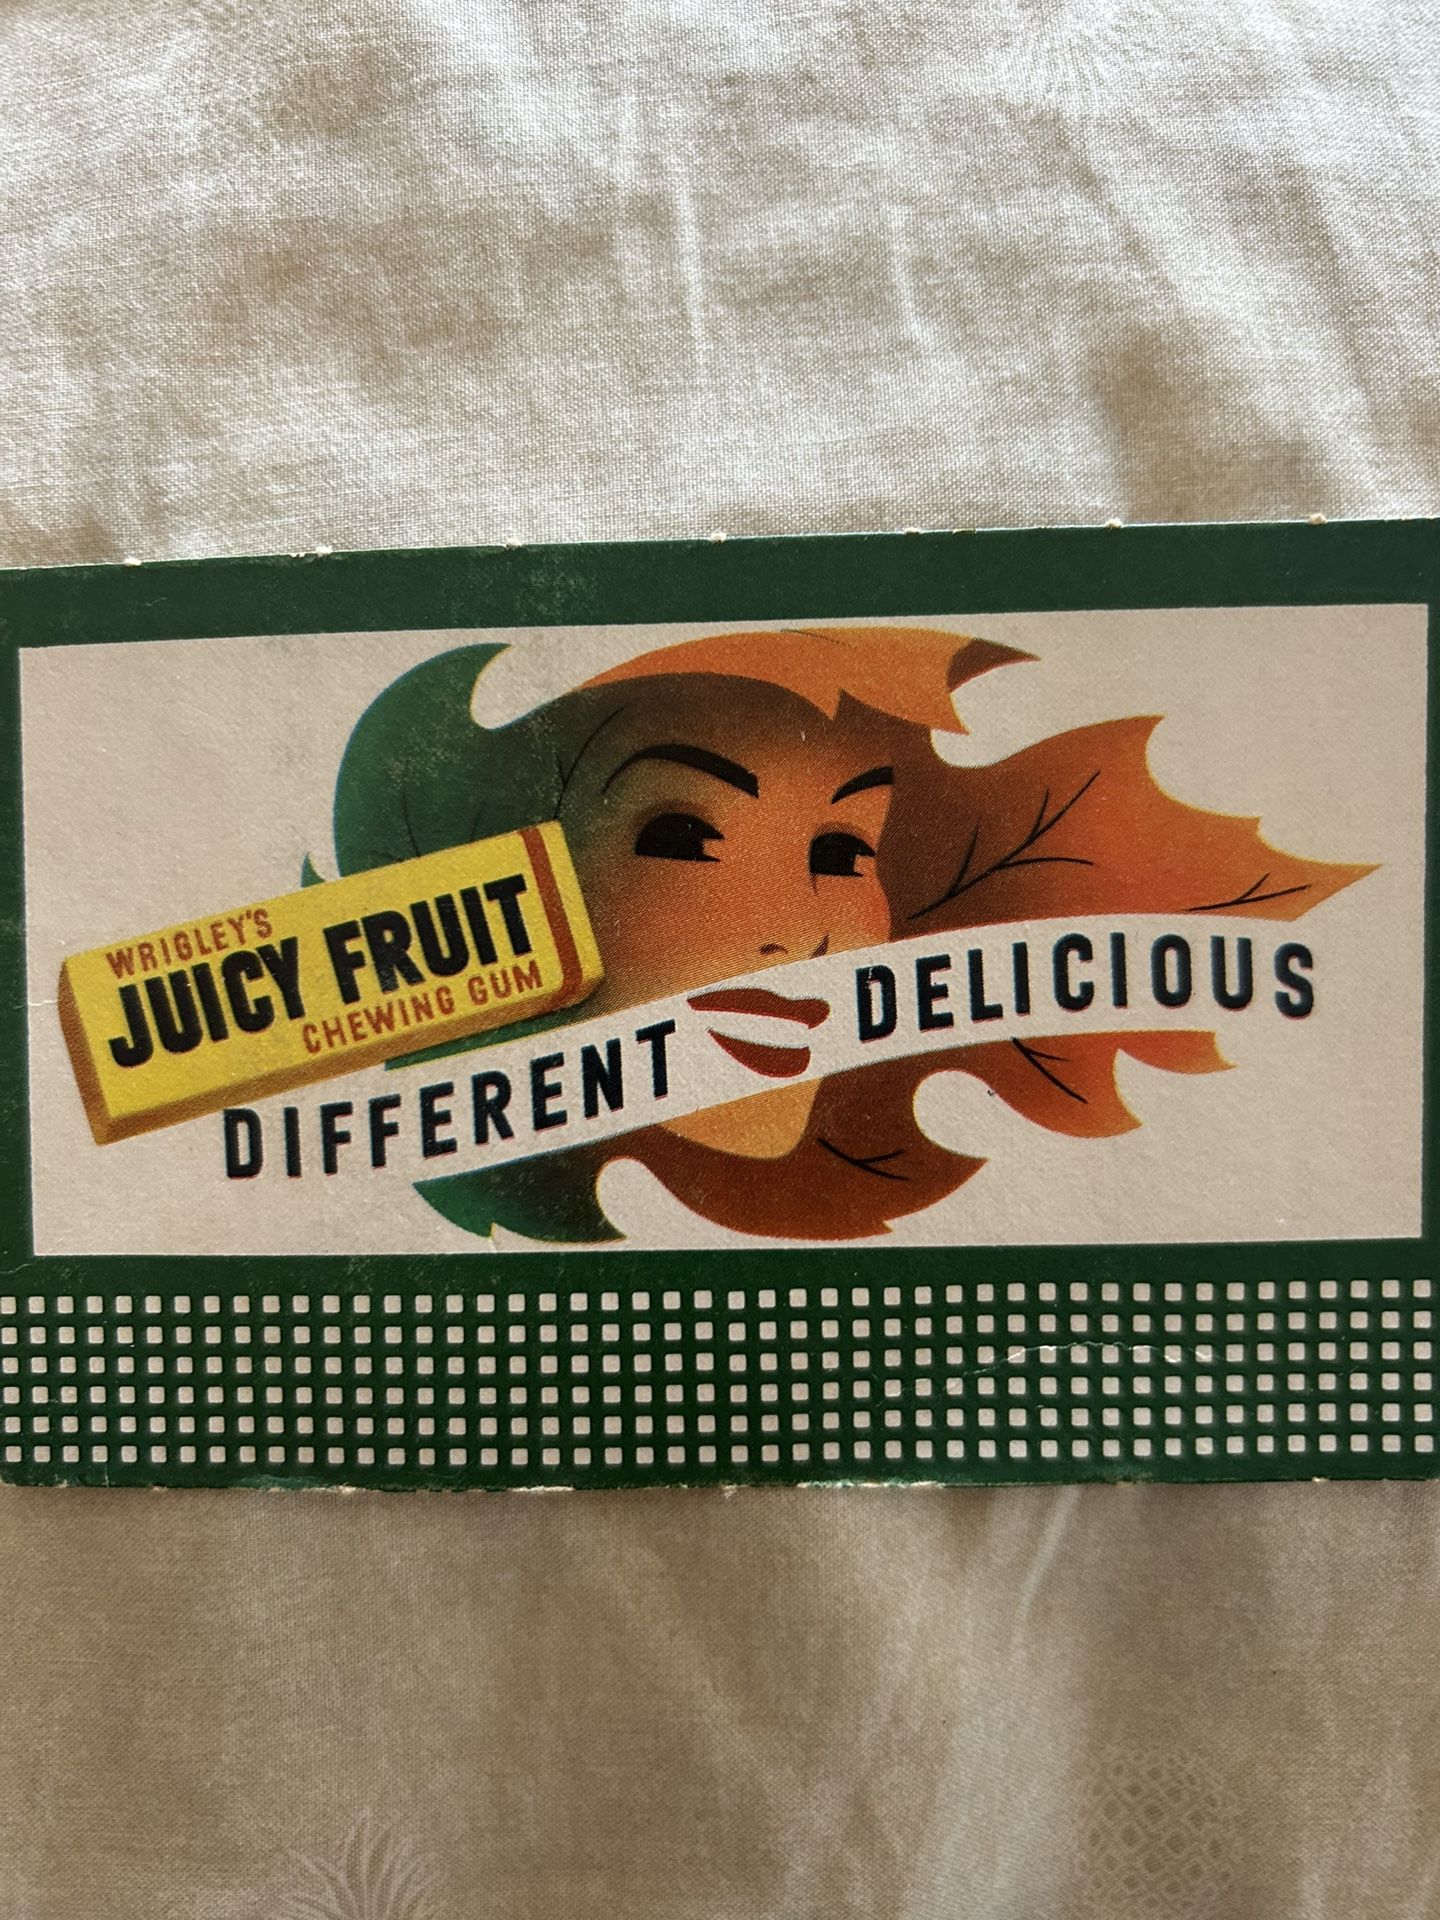 WRIGLEY'S
JUICY FRUIT
CHEWING GUM
DIFFERENT DELICIOUS